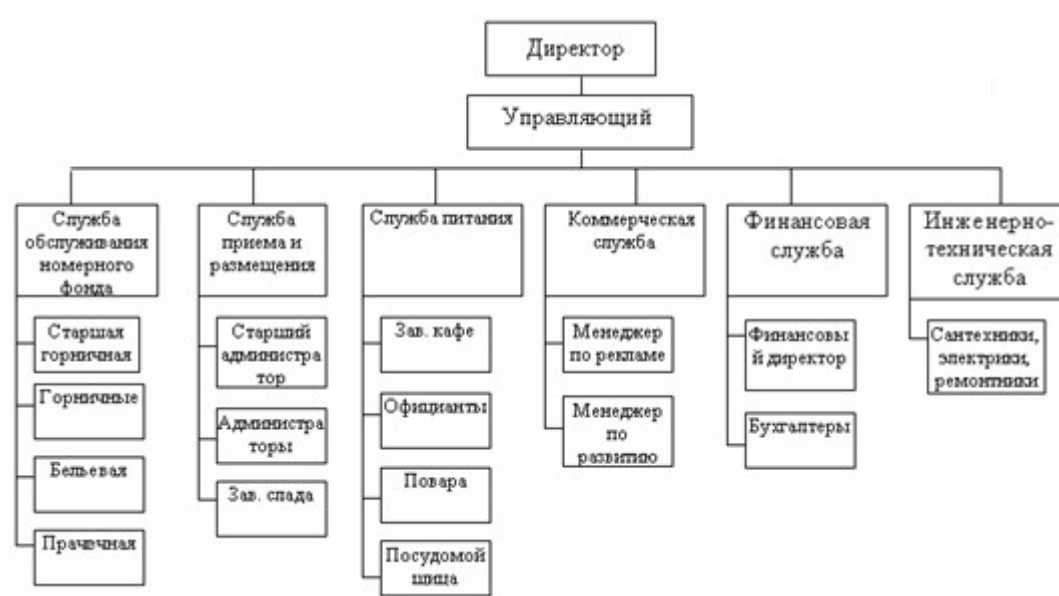 Директор
Управляющий
Служба
обслуживания
номерного
фонда
Служба
приема и
размещения
Служба питания
Коммерческая
служба
Финансовая
служба
Инженерно-
техническая
служба
Старшая
горничная
Горничные
Бельевая
Прачечная
Старший
администра
тор
Администра
торы
Зав. спада
Зав. кафе
Официанты
Повара
Посудомой
щица
Менеджер
по рекламе
Менеджер
по
развитию
Финансовы
й директор
Бухгалтеры
Сантехники,
электрики,
ремонтники